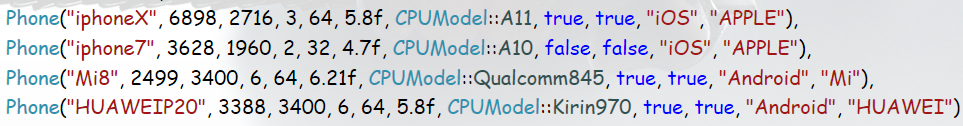 Phone("iphoneX", 6898, 2716, 3, 64, 5.8f, CPUModel::A11, true, true, "iOS", "APPLE"),
Phone("iphone7", 3628, 1960, 2, 32, 4.7f, CPUModel::A10, false, false, "iOS", "APPLE"),
Phone("Mi8", 2499, 3400, 6, 64, 6.21f, CPUModel::Qualcomm845, true, true, "Android", "Mi"),
Phone("HUAWEIP20", 3388, 3400, 6, 64, 5.8f, CPUModel::Kirin970, true, true, "Android", "HUAWEI")